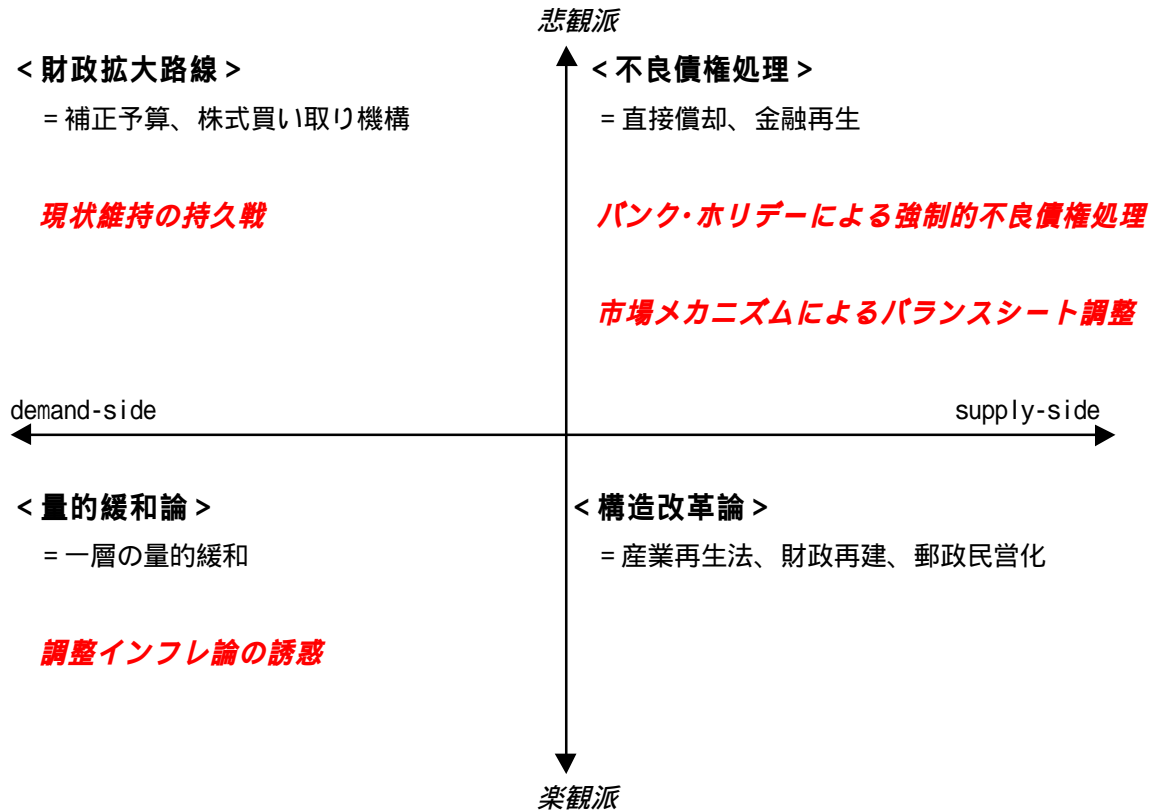 悲観派
<財政拡大路線>
=補正予算、株式買い取り機構
現状維持の持久戦
<不良債権処理>
=直接償却、金融再生
バンク・ホリデーによる強制的不良債権処理
市場メカニズムによるバランスシート調整
demand-side
supply-side
<量的緩和論>
=一層の量的緩和
調整インフレ論の誘惑
<構造改革論>
=産業再生法、財政再建、郵政民営化
楽観派